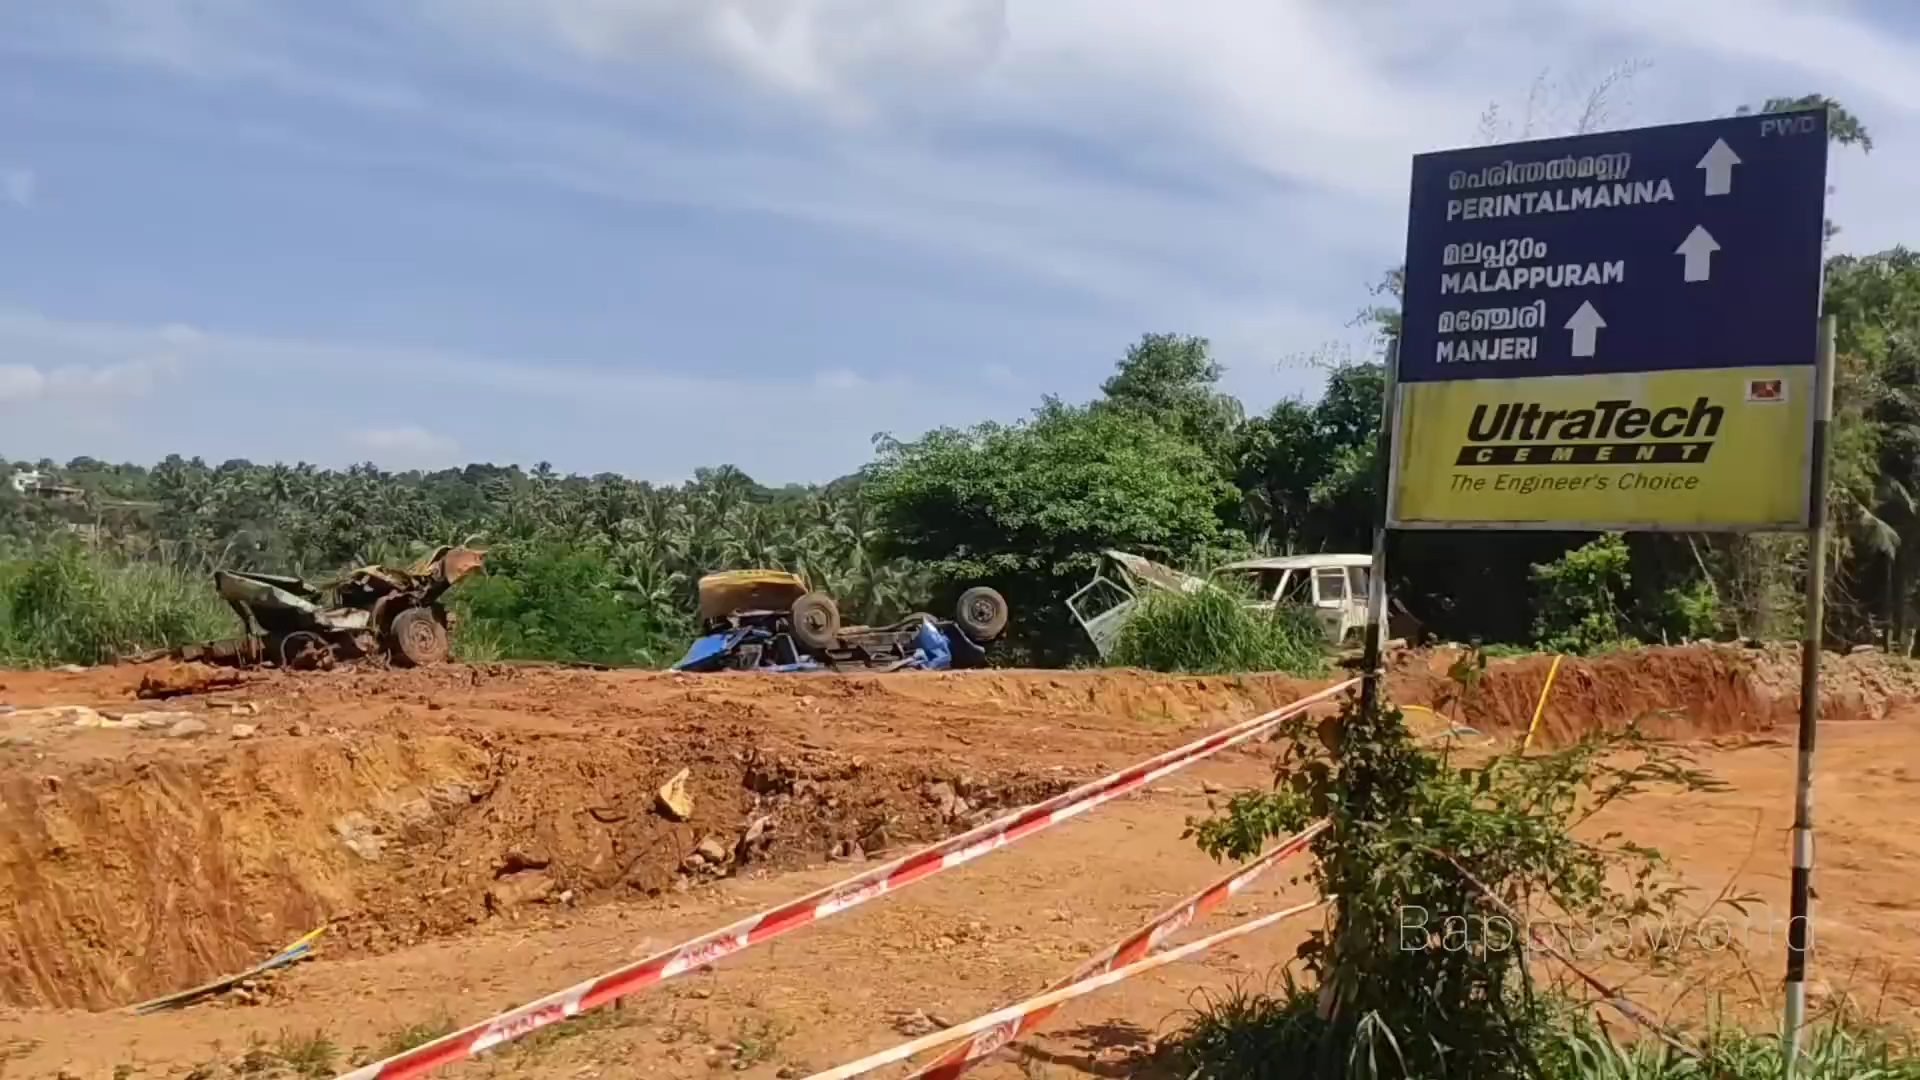 PWD
പെരിന്തൽമണ്ണ
PERINTALMANNA
മലപ്പുറം
MALAPPURAM
മഞ്ചേരി
MANJERI
UltraTech
CEMENT
The Engineer's Choice
Bappusworld